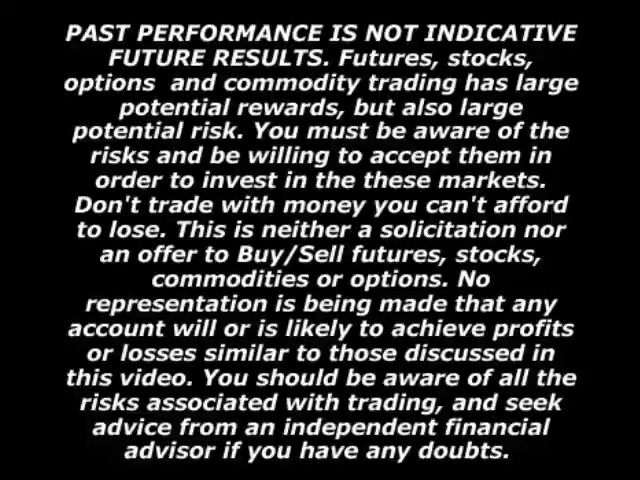 PAST PERFORMANCE IS NOT INDICATIVE
FUTURE RESULTS. Futures, stocks,
options and commodity trading has large
potential rewards, but also large
potential risk. You must be aware of the
risks and be willing to accept them in
order to invest in the these markets.
Don't trade with money you can't afford
to lose. This is neither a solicitation nor
an offer to Buy/Sell futures, stocks,
commodities or options. No
representation is being made that any
account will or is likely to achieve profits
or losses similar to those discussed in
this video. You should be aware of all the
risks associated with trading, and seek
advice from an independent financial
advisor if you have any doubts.